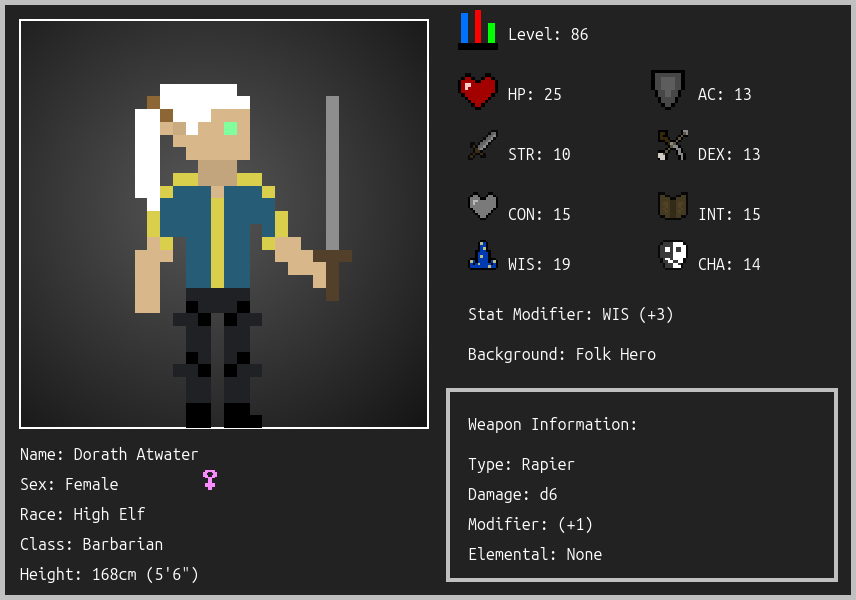 Level: 86
HP: 25
AC: 13
STR: 10
DEX: 13
CON: 15
INT: 15
WIS: 19
CHA: 14
Stat Modifier: WIS (+3)
Background: Folk Hero
Weapon Information:
Type: Rapier
Damage: d6
Modifier: (+1)
Elemental: None
Name: Dorath Atwater
Sex: Female
Race: High Elf
Class: Barbarian
Height: 168cm (5'6")